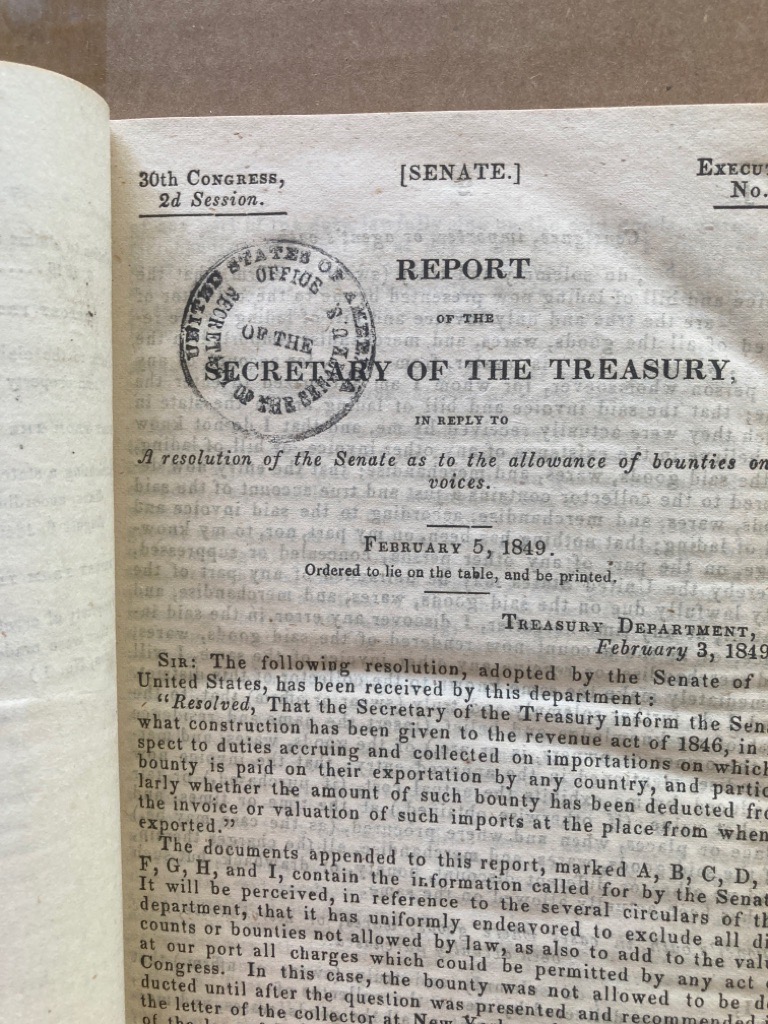 30th CONGRESS,
2d Session.
[SENATE.]
EXECUT
No.
UNITED STATES OF AMERICA
OFFICE
OF THE
SECRETARY
REPORT
OF THE
SECRETARY OF THE TREASURY,
IN REPLY TO
A resolution of the Senate as to the allowance of bounties on
voices.
FEBRUARY 5, 1849.
Ordered to lie on the table, and be printed.
TREASURY DEPARTMENT,
February 3, 1849
SIR: The following resolution, adopted by the Senate of
United States, has been received by this department:
"Resolved, That the Secretary of the Treasury inform the Sen
what construction has been given to the revenue act of 1846, in
spect to duties accruing and collected on importations on which
bounty is paid on their exportation by any country, and partic
larly whether the amount of such bounty has been deducted fro
the invoice or valuation of such imports at the place from when
exported."
The documents appended to this report, marked A, B, C, D,
F, G, H, and I, contain the information called for by the Senat
It will be perceived, in reference to the several circulars of th
department, that it has uniformly endeavored to exclude all di
counts or bounties not allowed by law, as also to add to the valu
at our port all charges which could be permitted by any act
Congress. In this case, the bounty was not allowed to be de
ducted until after the question was presented and recommended i
the letter of the collector at New York